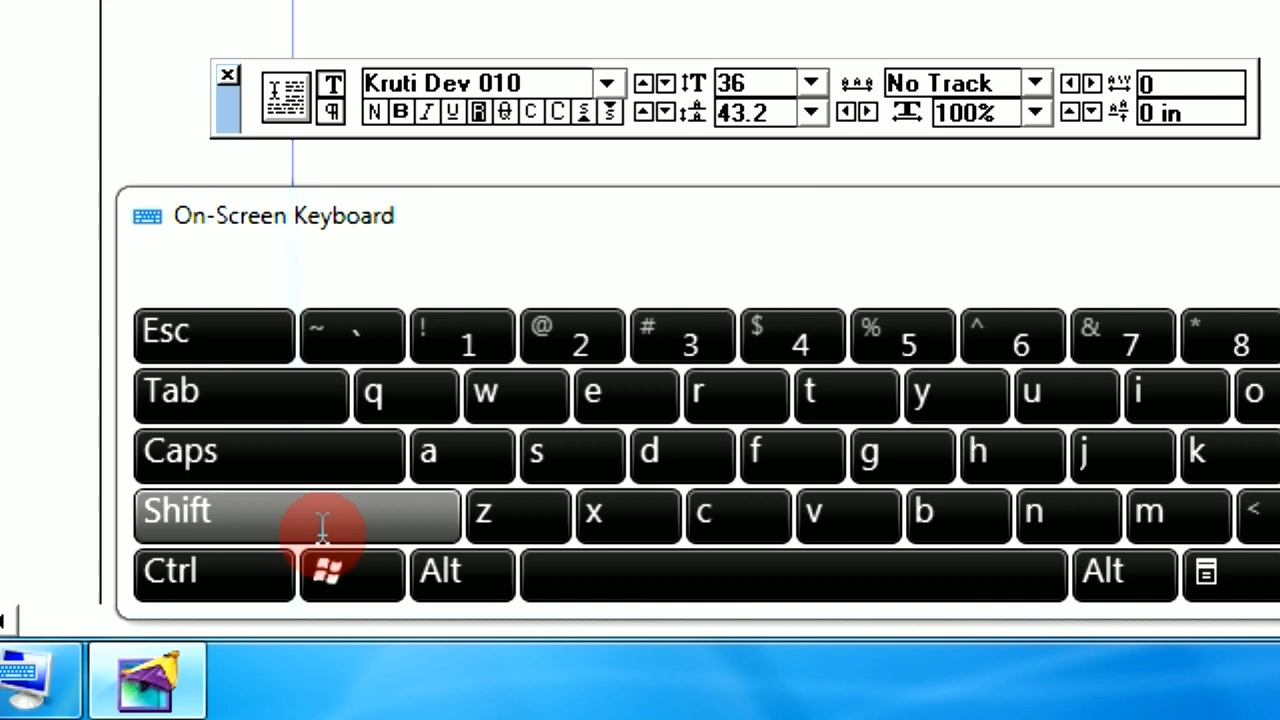 Kruti Dev 010 36 No Track 0
N B I U C C 43.2 100% 0 in
On-Screen Keyboard
Esc ~ ` ! 1 @ 2 # 3 $ 4 % 5 ^ 6 & 7 * 8
Tab q w e r t y u i o
Caps a s d f g h j k
Shift z x c v b n m <
Ctrl Alt Alt